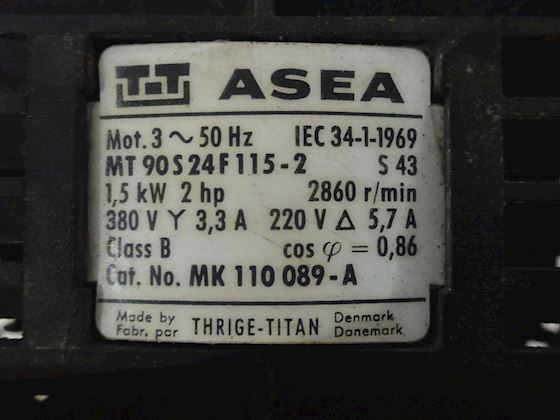 T-T ASEA
Mot. 3 ~ 50 Hz IEC 34-1-1969
MT 90 S 24 F 115-2 S 43
1,5 kW 2 hp 2860 r/min
380 V Y 3,3 A 220 V Δ 5,7 A
Class B cos φ = 0,86
Cat. No. MK 110 089-A
Made by THRIGE-TITAN Denmark
Fabr. par Danemark